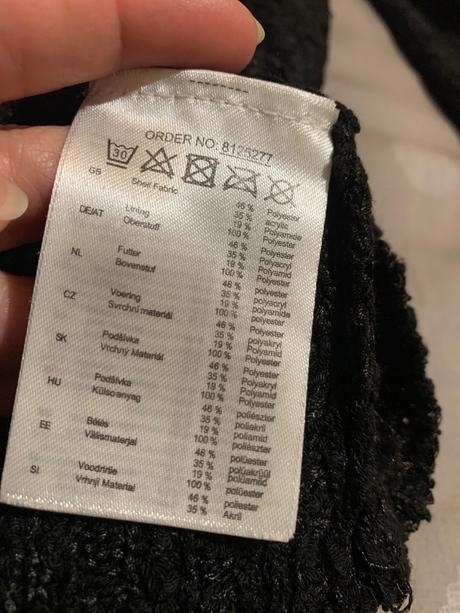 ORDER NO: 8125277
30
GB Shell Fabric 46 % Polyester
35 % acrylic
19 % Polyamide
Lining 100 % Polyester
DE/AT Oberstoff 46 % Polyester
35 % Polyacryl
19 % Polyamid
Futter 100 % Polyester
NL Bovenstof 46 % polyester
35 % polyacryl
19 % polyamide
Voering 100 % Polyester
CZ Svrchní materiál 46 % Polyester
35 % polyakryl
19 % Polyamid
Podšívka 100 % Polyester
SK Vrchný Materiál 46 % Polyester
35 % Polyakryl
19 % Polyamid
Podšívka 100 % Polyester
HU Külsö anyag 46 % poliészter
35 % poliakril
19 % poliamid
Bélés 100 % poliészter
EE Välismaterjal 46 % polüester
35 % polüakrüül
19 % polüamiid
Voodririie 100 % polüester
SI Vrhnji Material 46 % poliester
35 % Akril